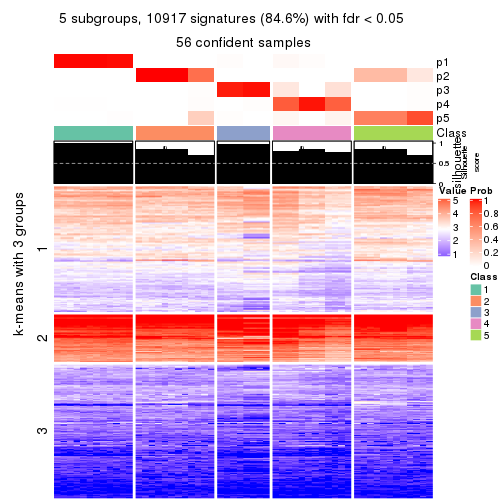 5 subgroups, 10917 signatures (84.6%) with fdr < 0.05
56 confident samples
p1
p2
p3
p4
p5
Class
1
0.5
0
silhouette
Silhouette
score
k-means with 3 groups
1
2
3
Value
5
4
3
2
1
Prob
1
0.8
0.6
0.4
0.2
0
Class
1
2
3
4
5